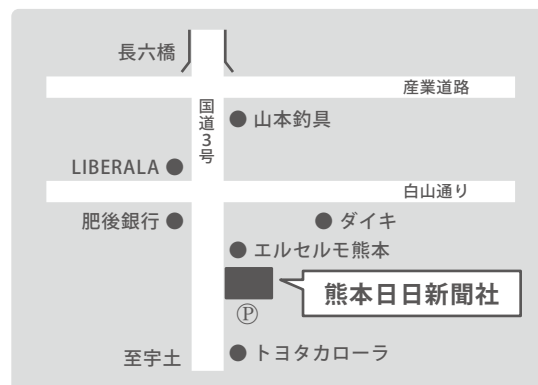 長六橋
産業道路
国道3号
山本釣具
LIBERALA
白山通り
肥後銀行
ダイキ
エルセルモ熊本
熊本日日新聞社
Ⓟ
至宇土
トヨタカローラ